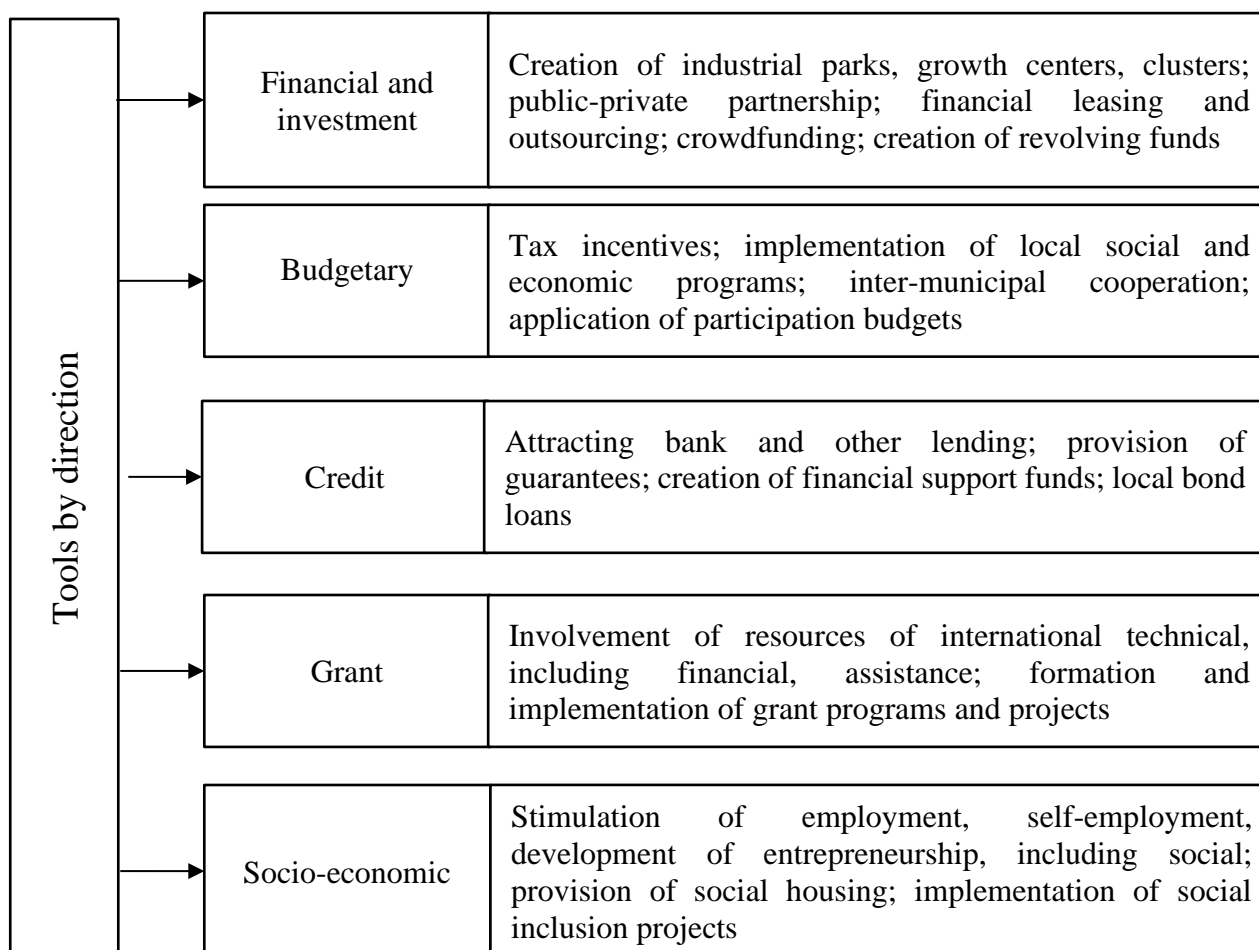 Tools by direction
Financial and
investment
Creation of industrial parks, growth centers, clusters;
public-private partnership; financial leasing and
outsourcing; crowdfunding; creation of revolving funds
Budgetary
Tax incentives; implementation of local social and
economic programs; inter-municipal cooperation;
application of participation budgets
Credit
Attracting bank and other lending; provision of
guarantees; creation of financial support funds; local bond
loans
Grant
Involvement of resources of international technical,
including financial, assistance; formation and
implementation of grant programs and projects
Socio-economic
Stimulation of employment, self-employment,
development of entrepreneurship, including social;
provision of social housing; implementation of social
inclusion projects